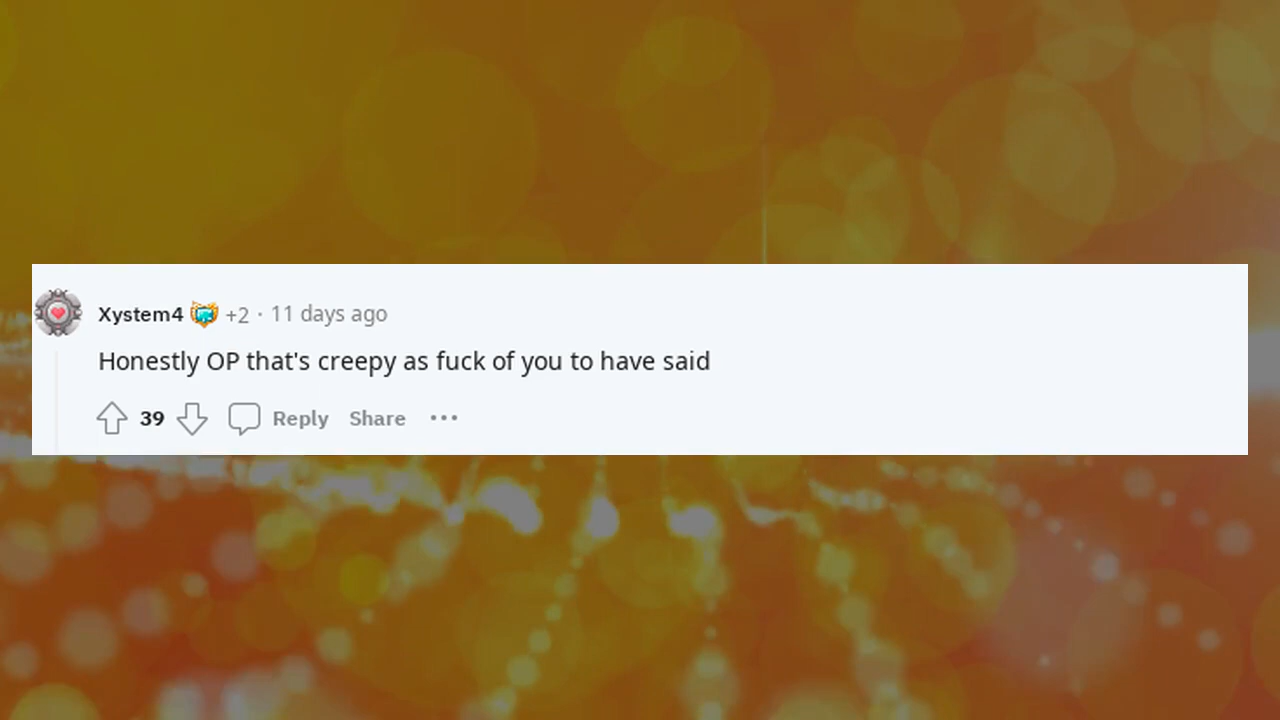 Xystem4 +2 · 11 days ago
Honestly OP that's creepy as fuck of you to have said
39 Reply Share ···